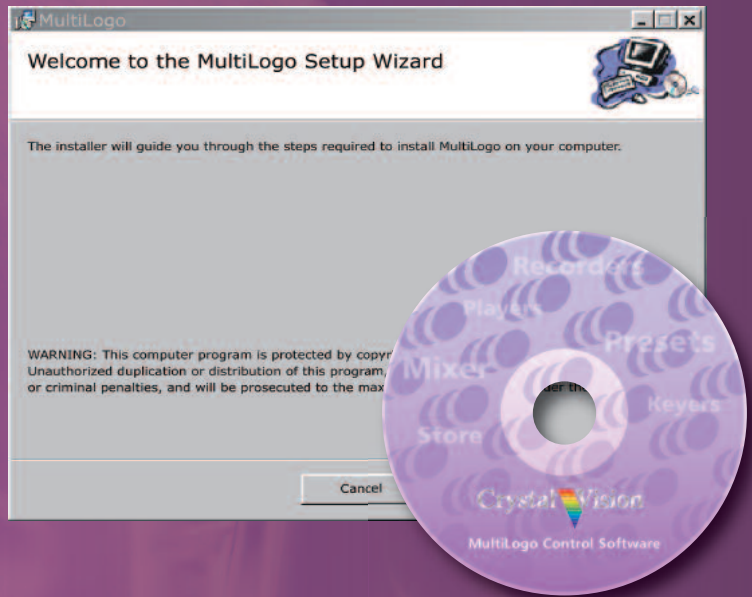 MultiLogo
Welcome to the MultiLogo Setup Wizard
The installer will guide you through the steps required to install MultiLogo on your computer.
WARNING: This computer program is protected by copyr
Unauthorized duplication or distribution of this program,
or criminal penalties, and will be prosecuted to the max
der th
Cancel
Recorders
Players
Presets
Mixer
Keyers
Store
Crystal Vision
MultiLogo Control Software